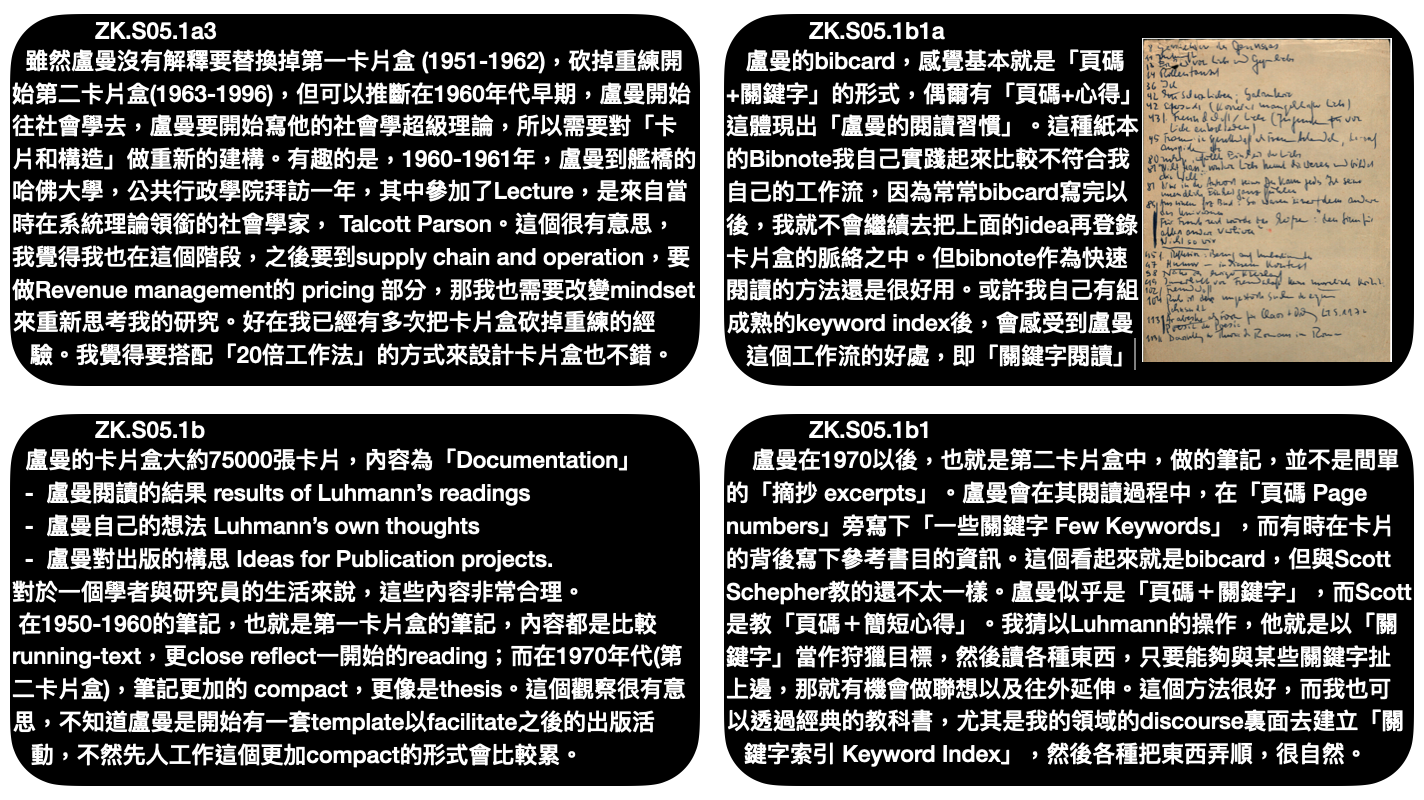 ZK.S05.1a3
雖然盧曼沒有解釋要替換掉第一卡片盒 (1951-1962)，砍掉重練開
始第二卡片盒(1963-1996)，但可以推斷在1960年代早期，盧曼開始
往社會學去，盧曼要開始寫他的社會學超級理論，所以需要對「卡
片和構造」做重新的建構。有趣的是，1960-1961年，盧曼到艦橋的
哈佛大學，公共行政學院拜訪一年，其中參加了Lecture，是來自當
時在系統理論領銜的社會學家， Talcott Parson。這個很有意思，
我覺得我也在這個階段，之後要到supply chain and operation，要
做Revenue management的 pricing 部分，那我也需要改變mindset
來重新思考我的研究。好在我已經有多次把卡片盒砍掉重練的經
驗。我覺得要搭配「20倍工作法」的方式來設計卡片盒也不錯。
ZK.S05.1b1a
盧曼的bibcard，感覺基本就是「頁碼
+關鍵字」的形式，偶爾有「頁碼+心得」
這體現出「盧曼的閱讀習慣」。這種紙本
的Bibnote我自己實踐起來比較不符合我
自己的工作流，因為常常bibcard寫完以
後，我就不會繼續去把上面的idea再登錄
卡片盒的脈絡之中。但bibnote作為快速
閱讀的方法還是很好用。或許我自己有組
成熟的keyword index後，會感受到盧曼
這個工作流的好處，即「關鍵字閱讀」
ZK.S05.1b
盧曼的卡片盒大約75000張卡片，內容為「Documentation」
- 盧曼閱讀的結果 results of Luhmann’s readings
- 盧曼自己的想法 Luhmann’s own thoughts
- 盧曼對出版的構思 Ideas for Publication projects.
對於一個學者與研究員的生活來說，這些內容非常合理。
在1950-1960的筆記，也就是第一卡片盒的筆記，內容都是比較
running-text，更close reflect一開始的reading；而在1970年代(第
二卡片盒)，筆記更加的 compact，更像是thesis。這個觀察很有意
思，不知道盧曼是開始有一套template以facilitate之後的出版活
動，不然先人工作這個更加compact的形式會比較累。
ZK.S05.1b1
盧曼在1970以後，也就是第二卡片盒中，做的筆記，並不是間單
的「摘抄 excerpts」。盧曼會在其閱讀過程中，在「頁碼 Page
numbers」旁寫下「一些關鍵字 Few Keywords」，而有時在卡片
的背後寫下參考書目的資訊。這個看起來就是bibcard，但與Scott
Schepher教的還不太一樣。盧曼似乎是「頁碼＋關鍵字」，而Scott
是教「頁碼＋簡短心得」。我猜以Luhmann的操作，他就是以「關
鍵字」當作狩獵目標，然後讀各種東西，只要能夠與某些關鍵字扯
上邊，那就有機會做聯想以及往外延伸。這個方法很好，而我也可
以透過經典的教科書，尤其是我的領域的discourse裏面去建立「關
鍵字索引 Keyword Index」，然後各種把東西弄順，很自然。